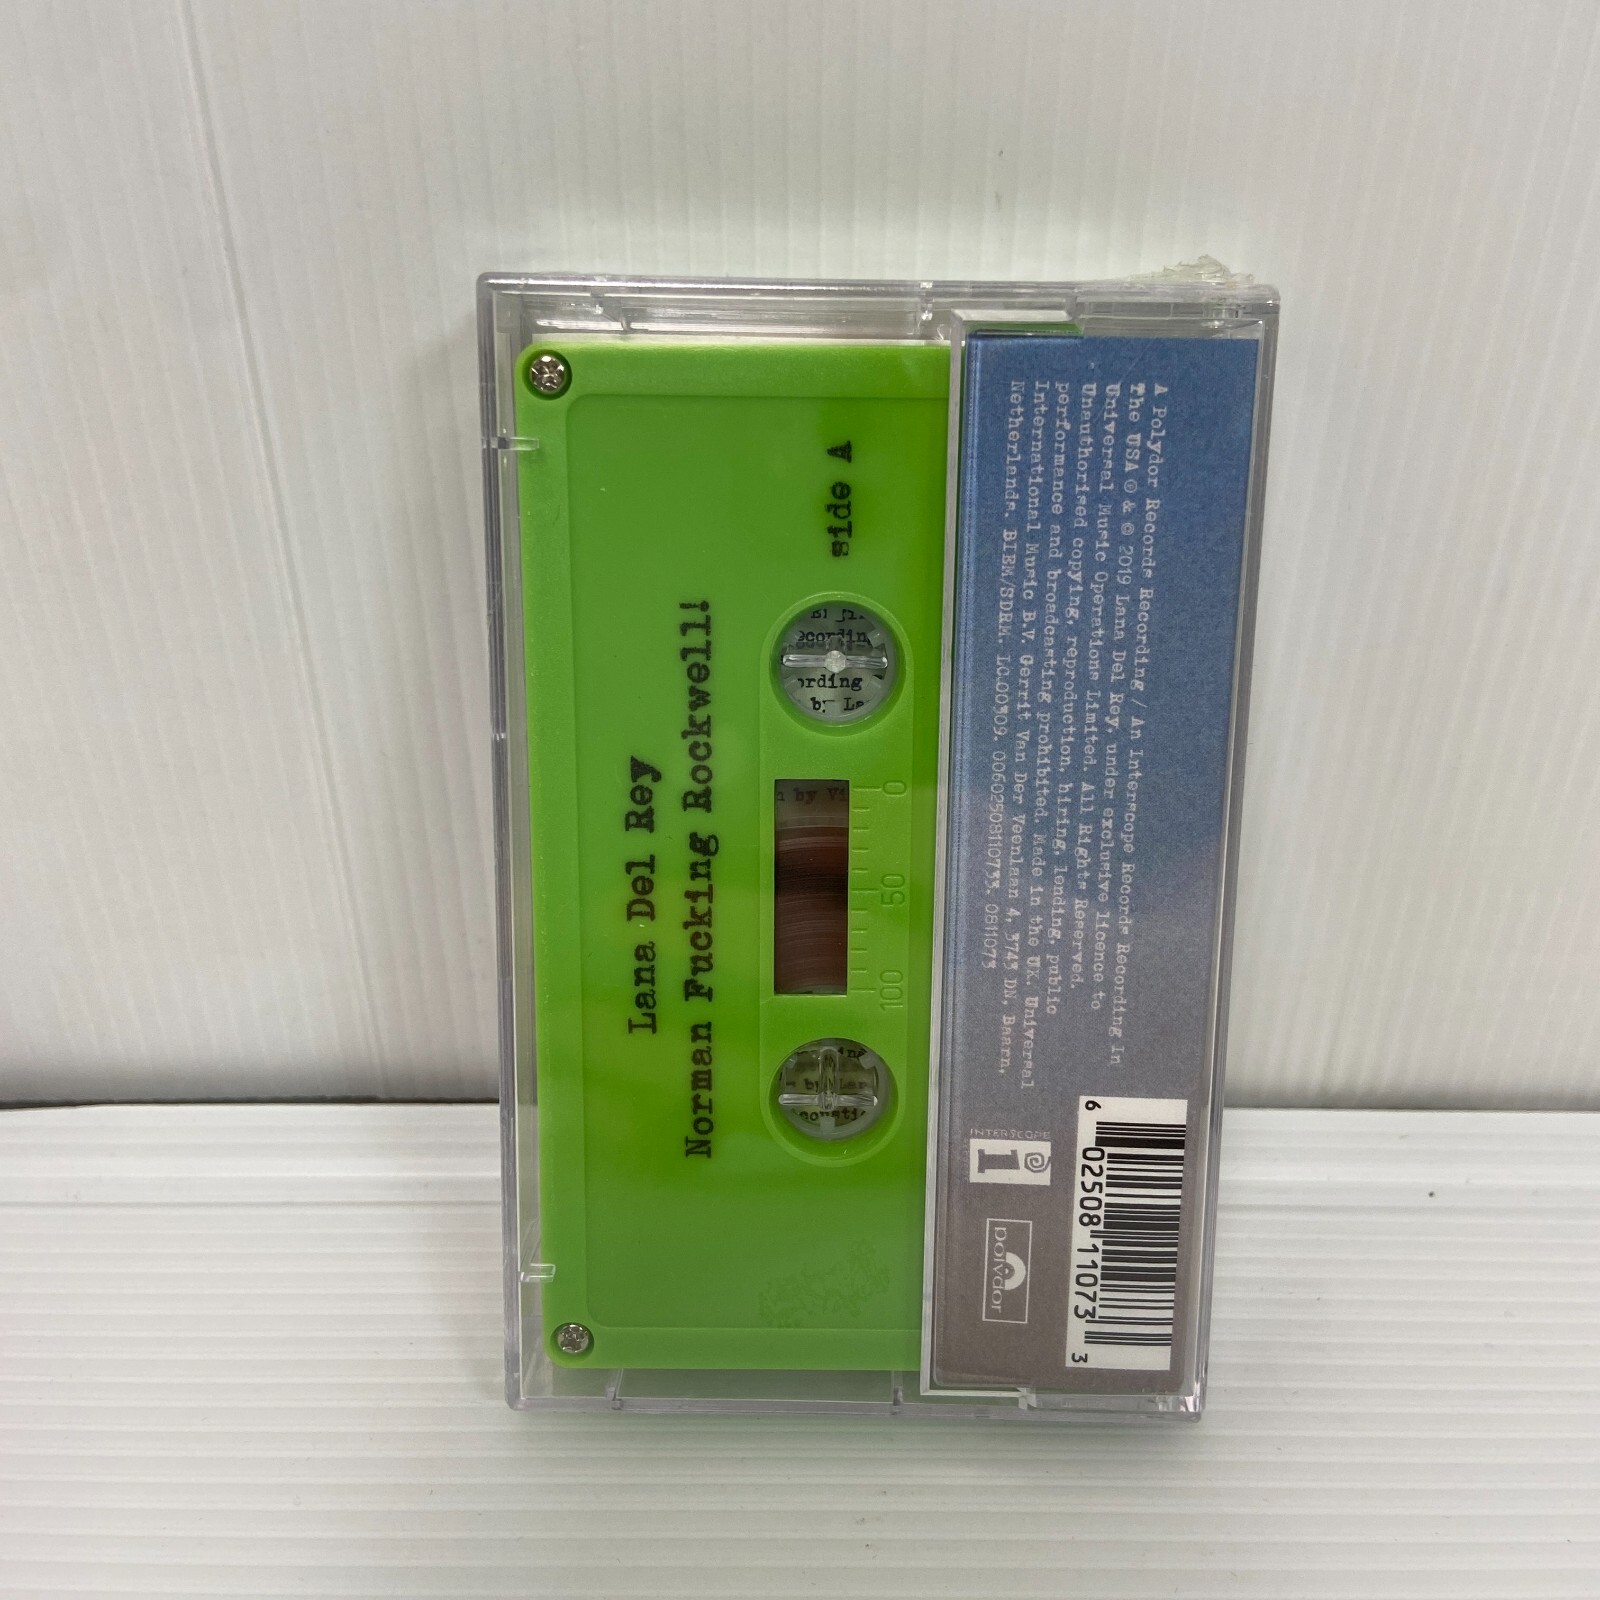 Lana Del Rey
Norman Fucking Rockwell!
side A
0
50
100
A Polydor Records Recording / An Interscope Records Recording In
The USA ℗ & © 2019 Lana Del Rey, under exclusive licence to
Universal Music Operations Limited. All Rights Reserved.
Unauthorised copying, reproduction, hiring, lending, public
performance and broadcasting prohibited. Made in the UK. Universal
International Music B.V. Gerrit Van Der Veenlaan 4, 3743 DN, Baarn,
Netherlands. BIEM/SDRM. LC00309. 00602508110733. 0811073
INTERSCOPE
i
Polydor
6 02508 11073 3